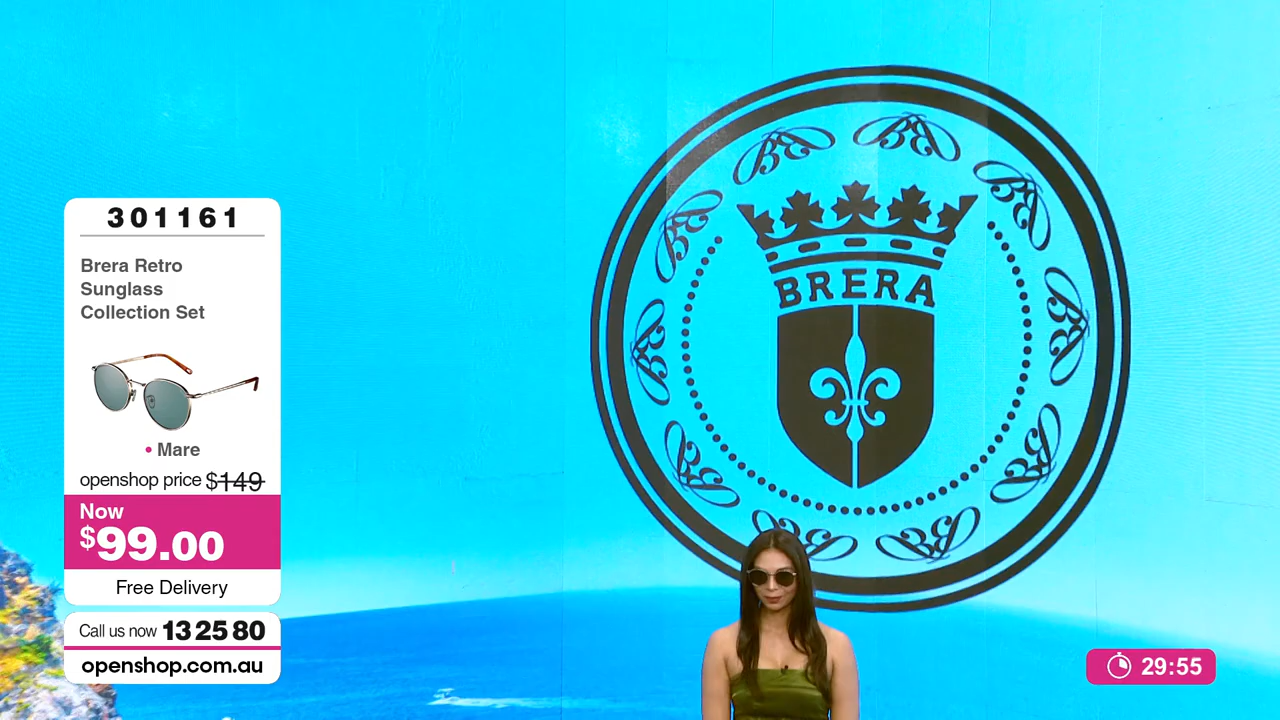 301161
Brera Retro
Sunglass
Collection Set
• Mare
openshop price $149
Now
$99.00
Free Delivery
Call us now 13 25 80
openshop.com.au
BRERA
29:55